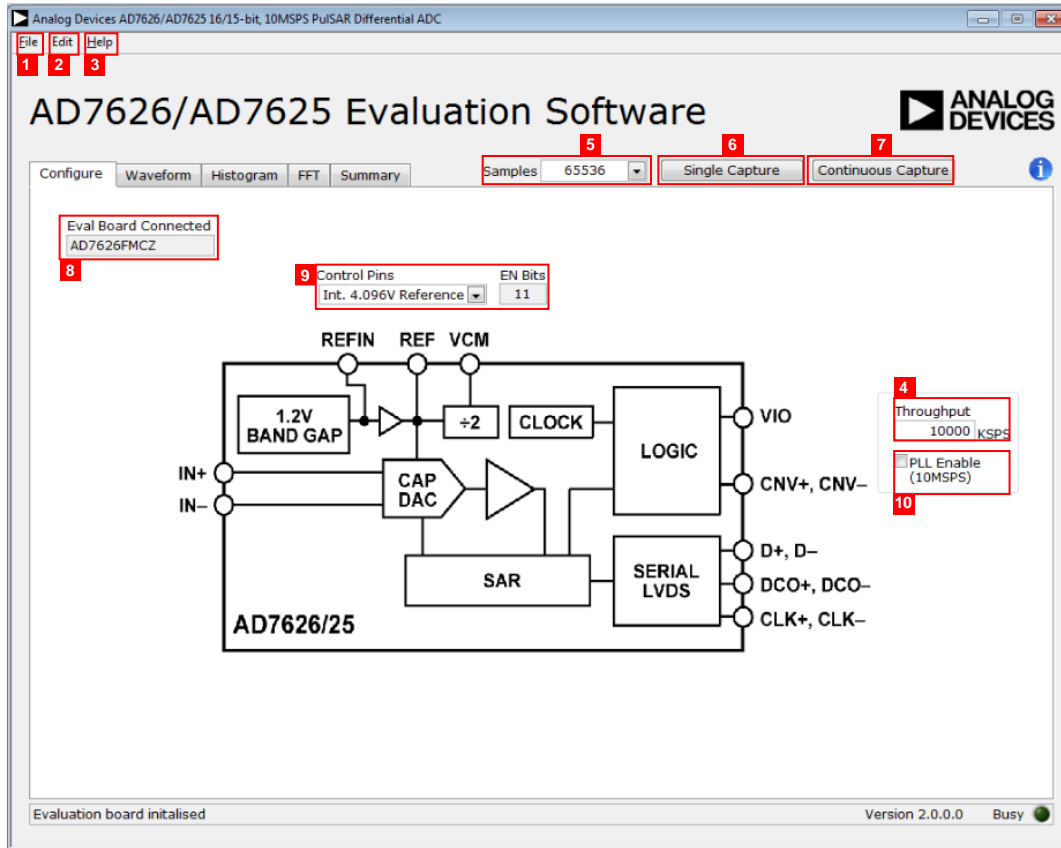 Analog Devices AD7626/AD7625 16/15-bit, 10MSPS PulSAR Differential ADC
File Edit Help
1 2 3
AD7626/AD7625 Evaluation Software
ANALOG
DEVICES
5 6 7
Configure Waveform Histogram FFT Summary Samples 65536 Single Capture Continuous Capture i
Eval Board Connected
AD7626FMCZ
8
9 Control Pins EN Bits
Int. 4.096V Reference 11
REFIN REF VCM
4
Throughput
10000 KSPS
1.2V
BAND GAP
÷2
CLOCK
LOGIC
VIO
PLL Enable
(10MSPS)
10
IN+
IN–
CAP
DAC
CNV+, CNV–
SAR
SERIAL
LVDS
D+, D–
DCO+, DCO–
CLK+, CLK–
AD7626/25
Evaluation board initalised Version 2.0.0.0 Busy